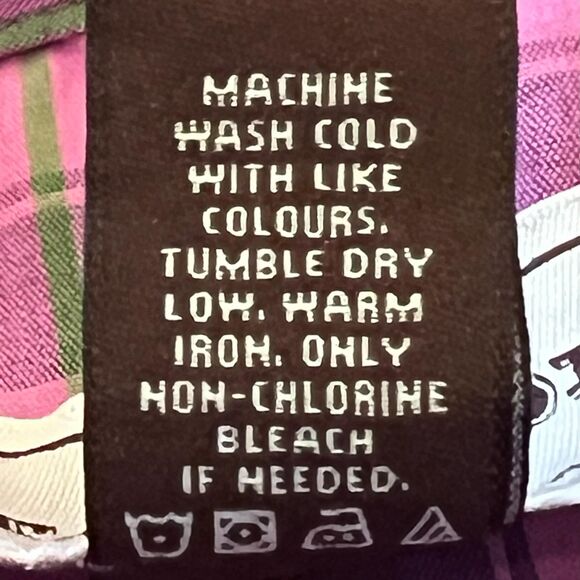 MACHINE
WASH COLD
WITH LIKE
COLOURS.
TUMBLE DRY
LOW. WARM
IRON. ONLY
NON-CHLORINE
BLEACH
IF NEEDED.